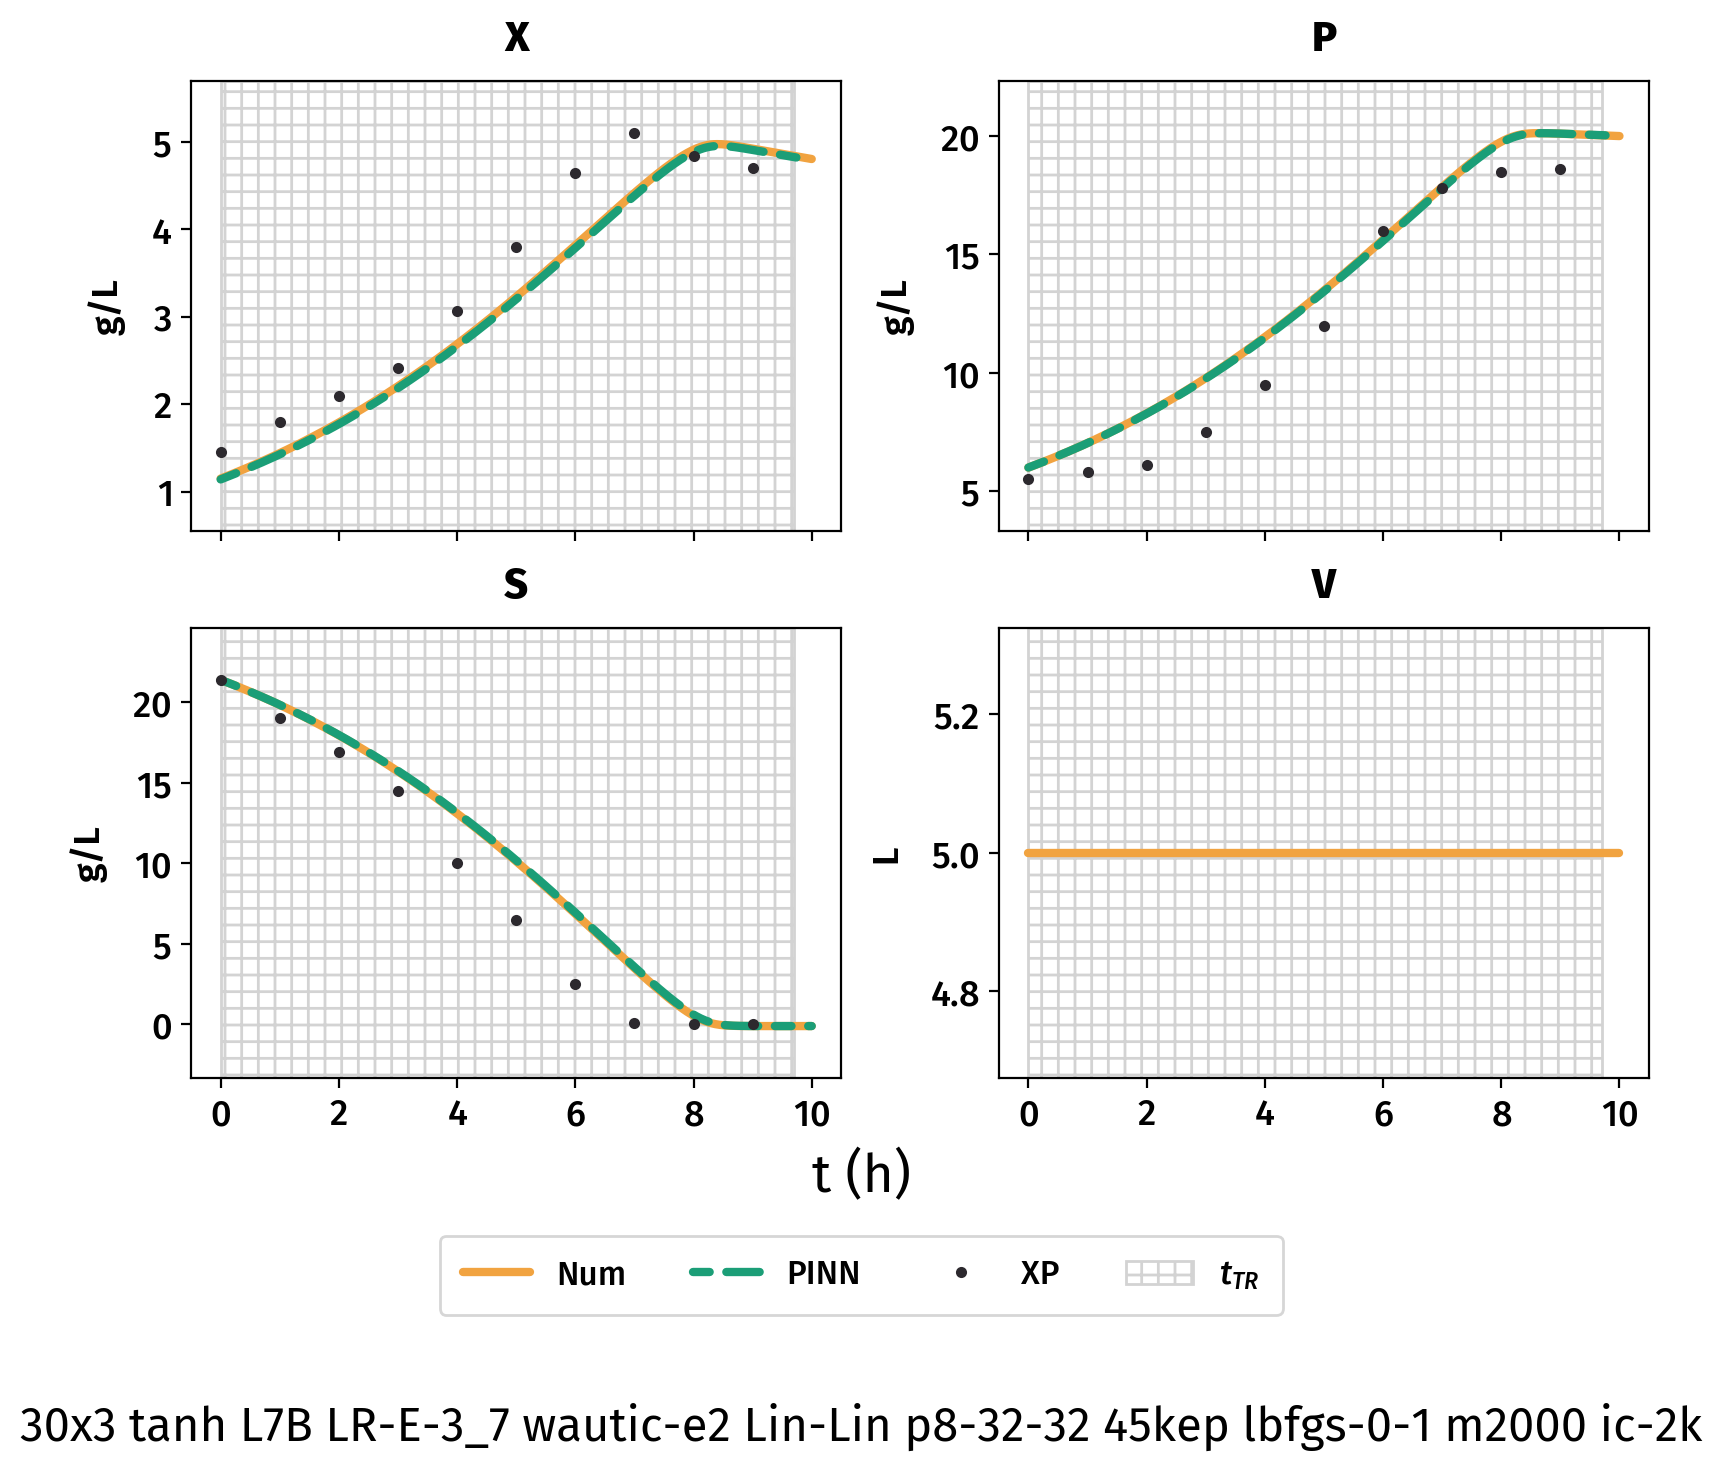 X
P
g/L
5
4
3
2
1
g/L
20
15
10
5
S
V
g/L
20
15
10
5
0
L
5.2
5.0
4.8
0 2 4 6 8 10
0 2 4 6 8 10
t (h)
Num PINN XP tTR
30x3 tanh L7B LR-E-3_7 wautic-e2 Lin-Lin p8-32-32 45kep lbfgs-0-1 m2000 ic-2k